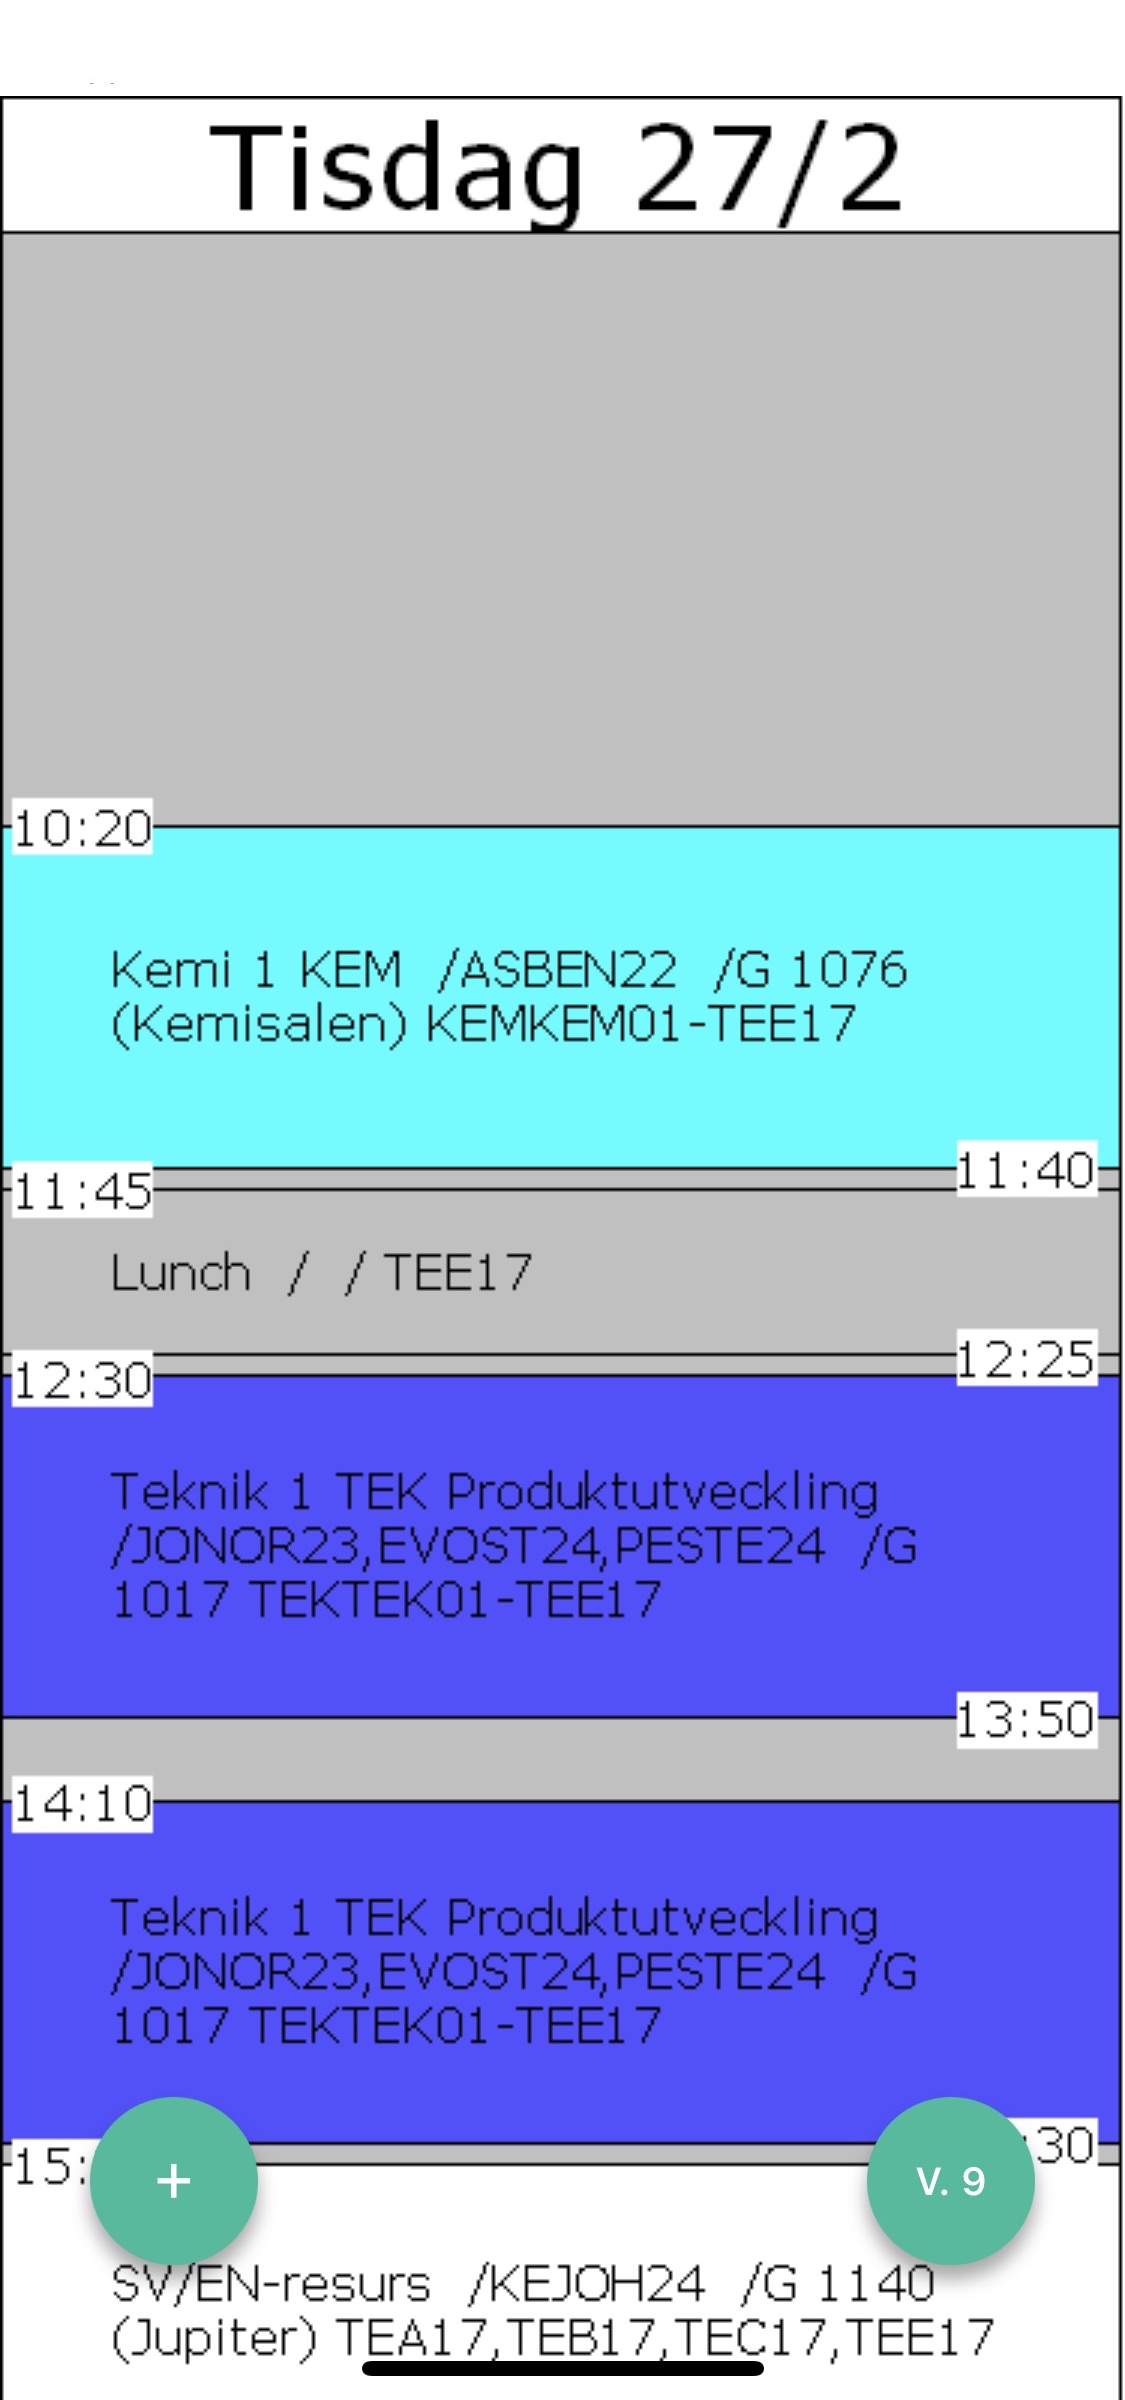 Tisdag 27/2
10:20
Kemi 1 KEM /ASBEN22 /G 1076
(Kemisalen) KEMKEM01-TEE17
11:40
11:45
Lunch / / TEE17
12:25
12:30
Teknik 1 TEK Produktutveckling
/JONOR23,EVOST24,PESTE24 /G
1017 TEKTEK01-TEE17
13:50
14:10
Teknik 1 TEK Produktutveckling
/JONOR23,EVOST24,PESTE24 /G
1017 TEKTEK01-TEE17
:30
15:
+
V. 9
SV/EN-resurs /KEJOH24 /G 1140
(Jupiter) TEA17,TEB17,TEC17,TEE17